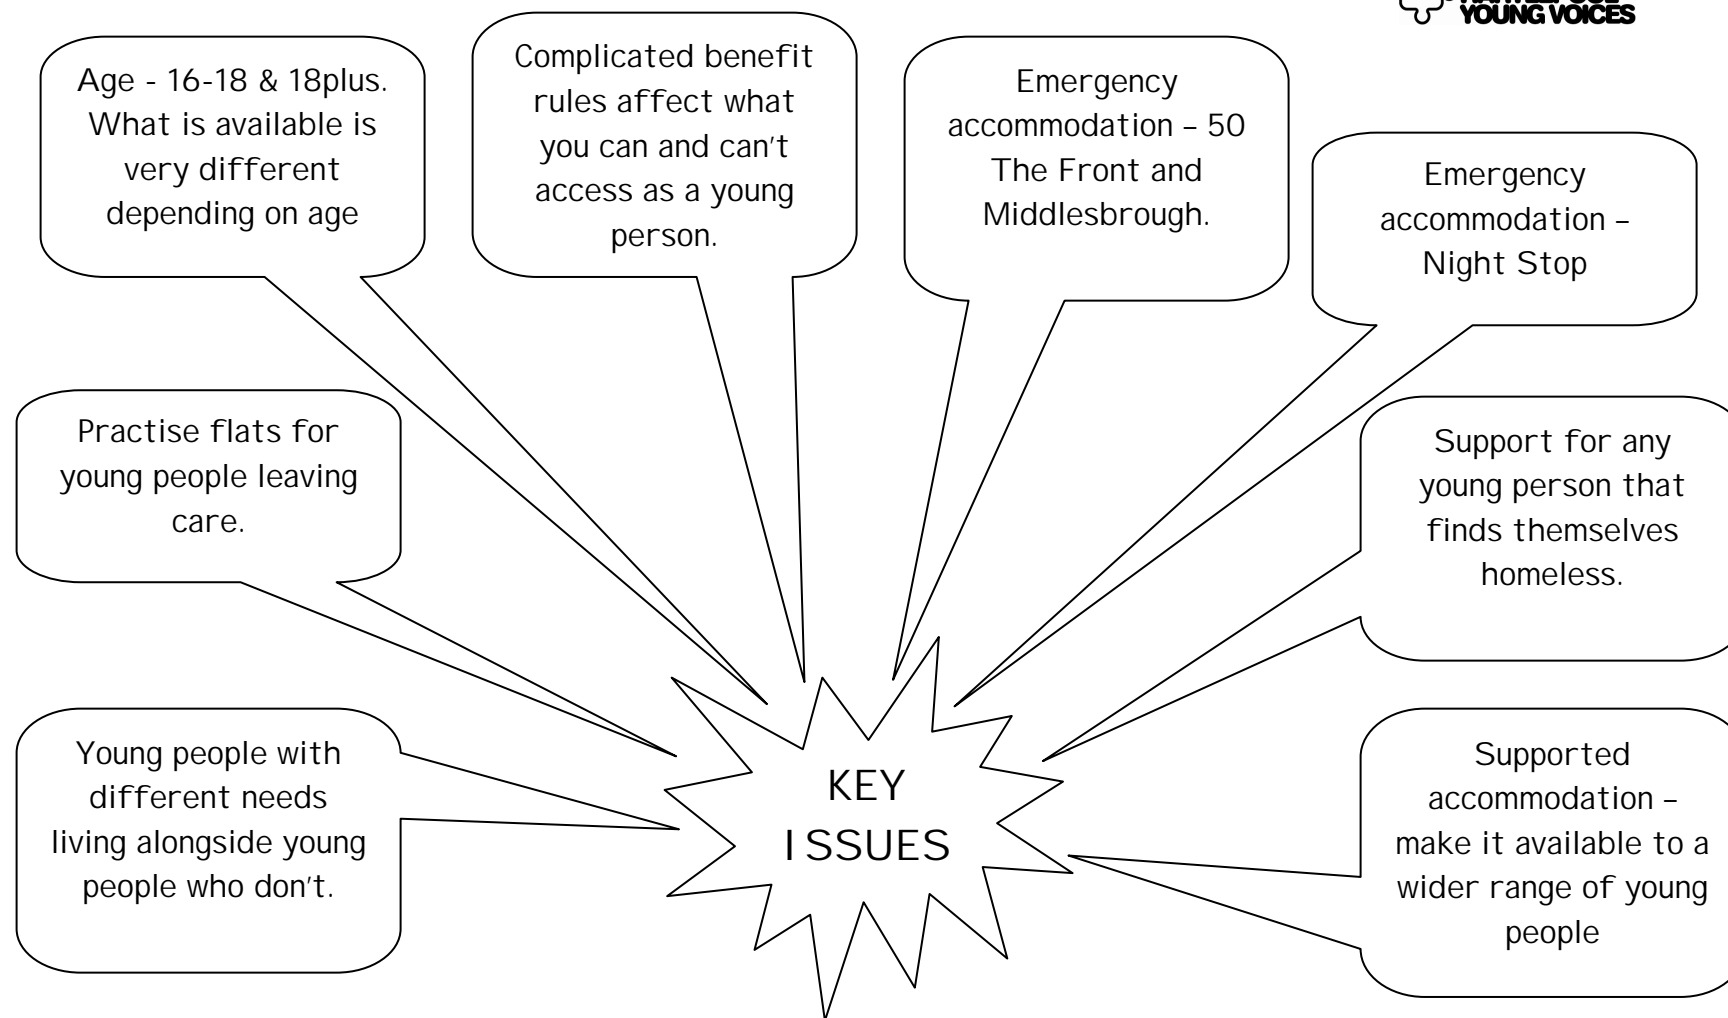 YOUNG VOICES
Age - 16-18 & 18plus.
What is available is
very different
depending on age
Complicated benefit
rules affect what
you can and can't
access as a young
person.
Emergency
accommodation – 50
The Front and
Middlesbrough.
Emergency
accommodation –
Night Stop
Practise flats for
young people leaving
care.
Support for any
young person that
finds themselves
homeless.
Young people with
different needs
living alongside young
people who don't.
Supported
accommodation –
make it available to a
wider range of young
people
KEY
ISSUES